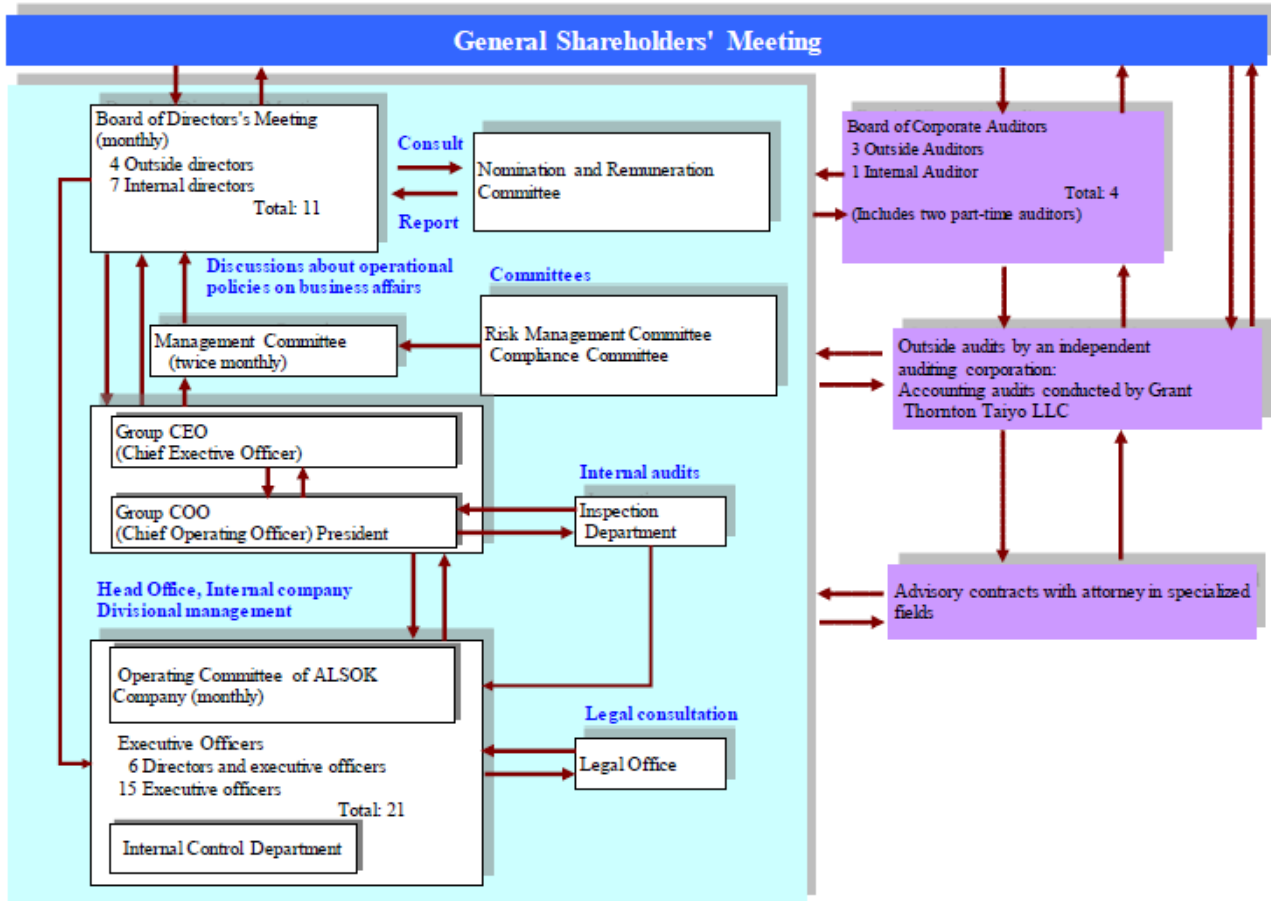 General Shareholders' Meeting
Board of Directors's Meeting
(monthly)
4 Outside directors
7 Internal directors
Total: 11
Consult
Report
Nomination and Remuneration
Committee
Board of Corporate Auditors
3 Outside Auditors
1 Internal Auditor
Total: 4
(Includes two part-time auditors)
Discussions about operational
policies on business affairs
Committees
Management Committee
(twice monthly)
Risk Management Committee
Compliance Committee
Outside audits by an independent
auditing corporation:
Accounting audits conducted by Grant
Thornton Taiyo LLC
Group CEO
(Chief Exective Officer)
Group COO
(Chief Operating Officer) President
Internal audits
Inspection
Department
Head Office, Internal company
Divisional management
Advisory contracts with attorney in specialized
fields
Operating Committee of ALSOK
Company (monthly)
Executive Officers
6 Directors and executive officers
15 Executive officers
Total: 21
Internal Control Department
Legal consultation
Legal Office